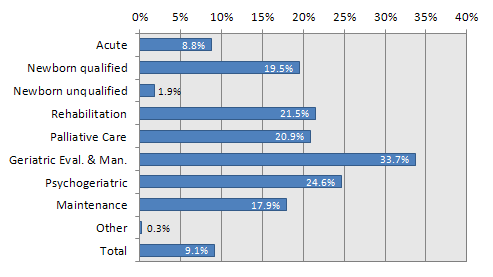 0% 5% 10% 15% 20% 25% 30% 35% 40%
Acute 8.8%
Newborn qualified 19.5%
Newborn unqualified 1.9%
Rehabilitation 21.5%
Palliative Care 20.9%
Geriatric Eval. & Man. 33.7%
Psychogeriatric 24.6%
Maintenance 17.9%
Other 0.3%
Total 9.1%